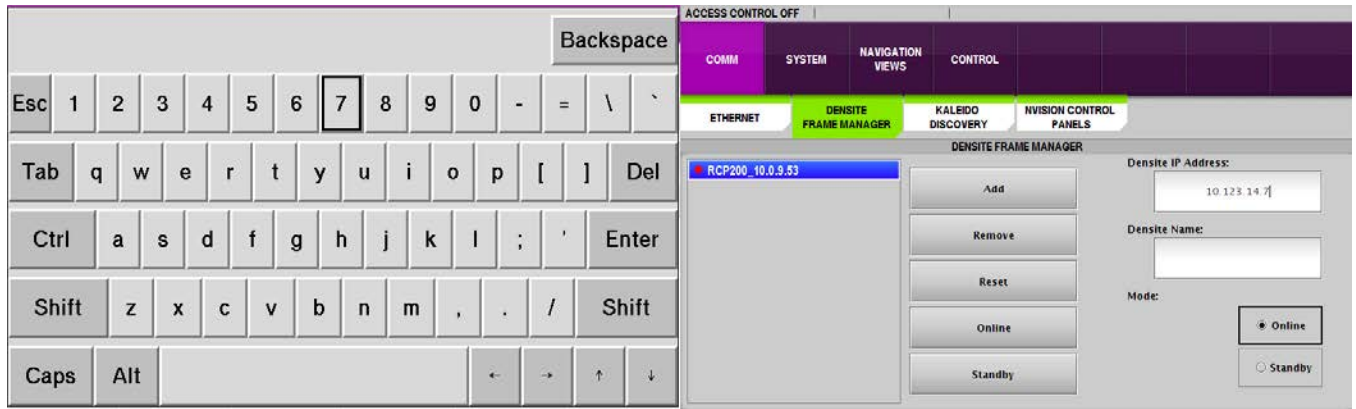 Backspace
Esc 1 2 3 4 5 6 7 8 9 0 - = \ `
Tab q w e r t y u i o p [ ] Del
Ctrl a s d f g h j k l ; ' Enter
Shift z x c v b n m , . / Shift
Caps Alt ← → ↑ ↓
ACCESS CONTROL OFF
COMM SYSTEM NAVIGATION VIEWS CONTROL
ETHERNET DENSITE FRAME MANAGER KALEIDO DISCOVERY NVISION CONTROL PANELS
DENSITE FRAME MANAGER
RCP200_10.0.9.53
Add
Remove
Reset
Online
Standby
Densite IP Address:
10.123.14.7
Densite Name:
Mode:
Online
Standby